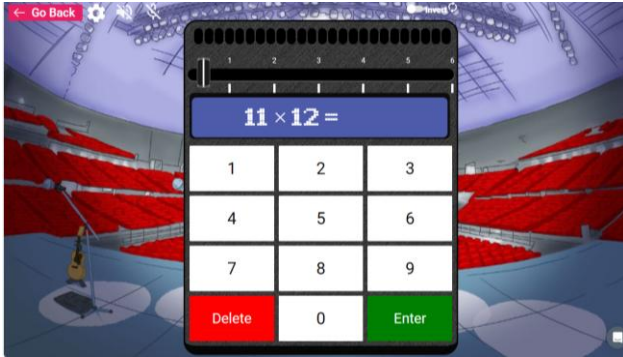 ← Go Back
Invert
1 2 3 4 5 6
11 × 12 =
1 2 3
4 5 6
7 8 9
Delete 0 Enter